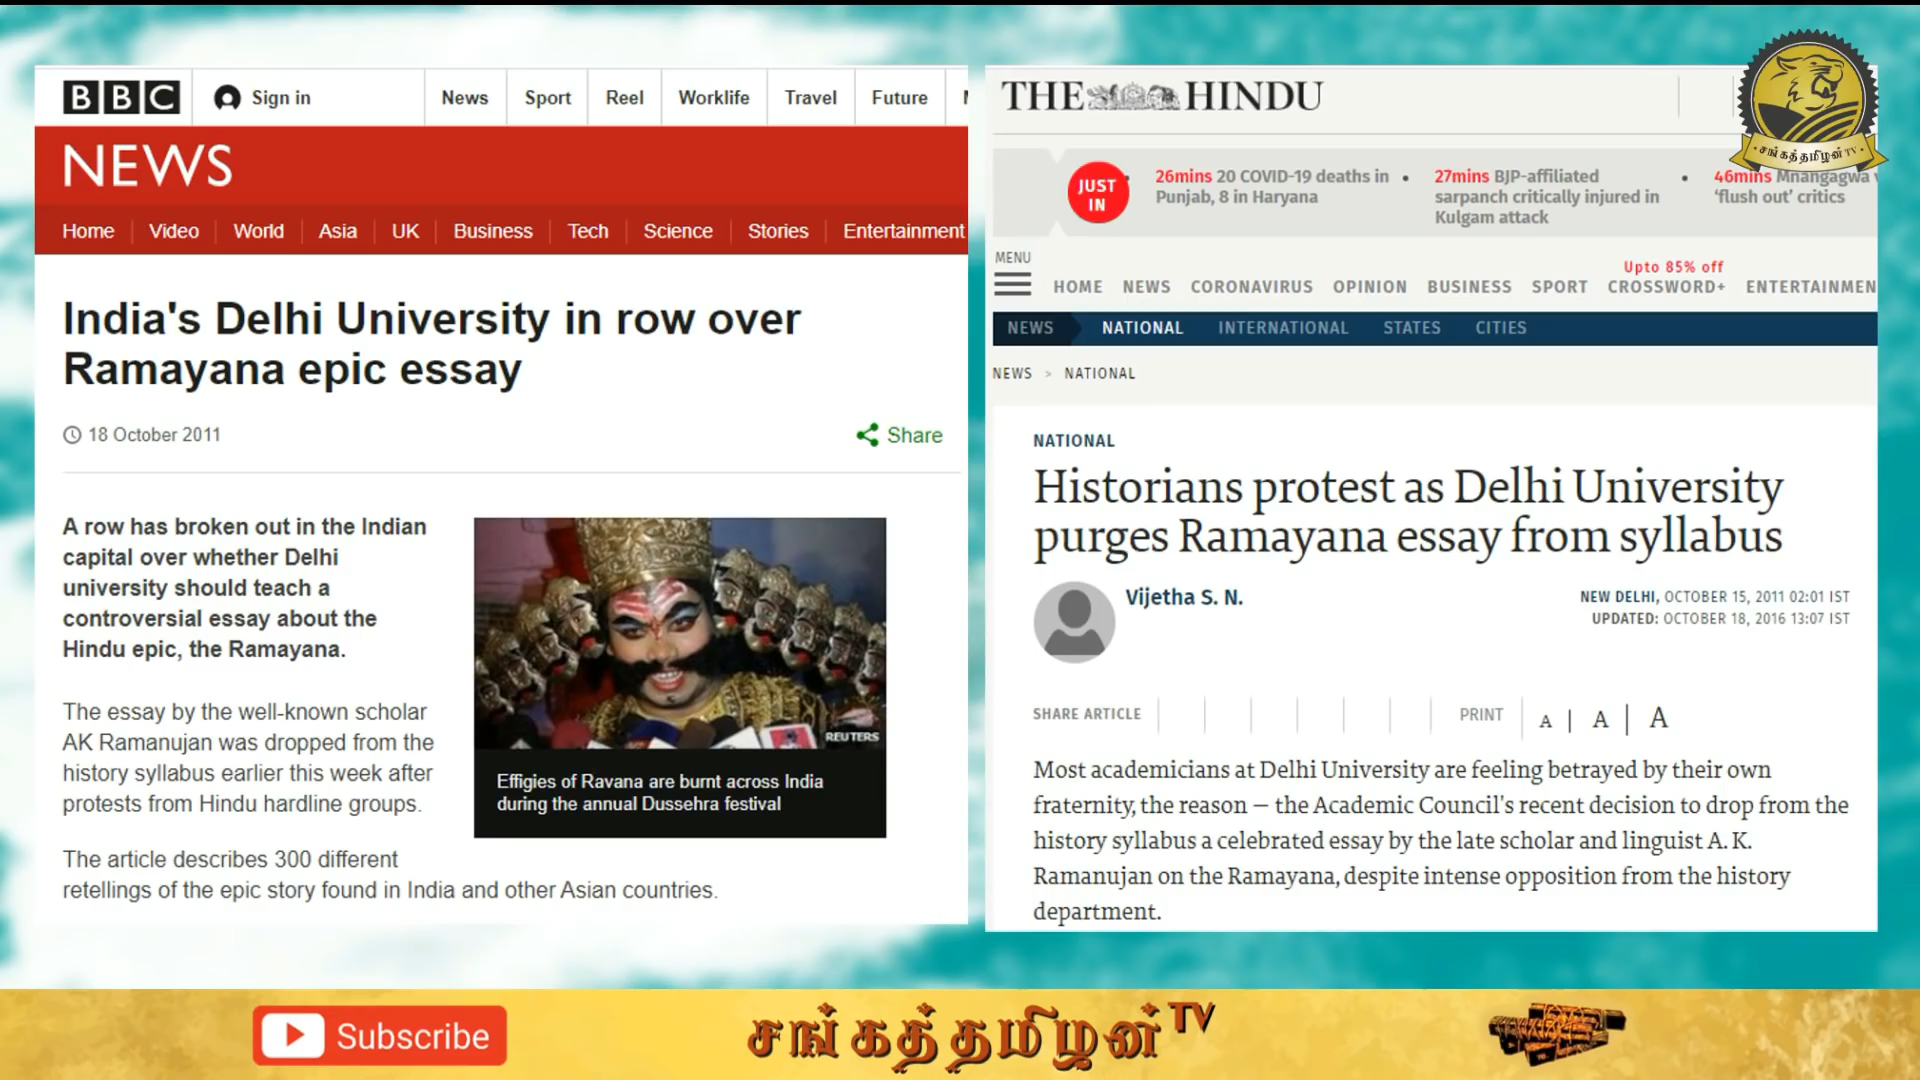 BBC
Sign in
News
Sport
Reel
Worklife
Travel
Future
NEWS
Home
Video
World
Asia
UK
Business
Tech
Science
Stories
Entertainment
India's Delhi University in row over
Ramayana epic essay
18 October 2011
Share
A row has broken out in the Indian
capital over whether Delhi
university should teach a
controversial essay about the
Hindu epic, the Ramayana.
The essay by the well-known scholar
AK Ramanujan was dropped from the
history syllabus earlier this week after
protests from Hindu hardline groups.
REUTERS
Effigies of Ravana are burnt across India
during the annual Dussehra festival
The article describes 300 different
retellings of the epic story found in India and other Asian countries.
THE HINDU
சங்கத்தமிழன் TV
JUST
IN
26mins 20 COVID-19 deaths in
Punjab, 8 in Haryana
27mins BJP-affiliated
sarpanch critically injured in
Kulgam attack
46mins Mnangagwa
'flush out' critics
MENU
HOME
NEWS
CORONAVIRUS
OPINION
BUSINESS
SPORT
Upto 85% off
CROSSWORD+
ENTERTAINMEN
NEWS
NATIONAL
INTERNATIONAL
STATES
CITIES
NEWS > NATIONAL
NATIONAL
Historians protest as Delhi University
purges Ramayana essay from syllabus
Vijetha S. N.
NEW DELHI, OCTOBER 15, 2011 02:01 IST
UPDATED: OCTOBER 18, 2016 13:07 IST
SHARE ARTICLE
PRINT
A | A | A
Most academicians at Delhi University are feeling betrayed by their own
fraternity, the reason — the Academic Council's recent decision to drop from the
history syllabus a celebrated essay by the late scholar and linguist A. K.
Ramanujan on the Ramayana, despite intense opposition from the history
department.
Subscribe
சங்கத்தமிழன் TV